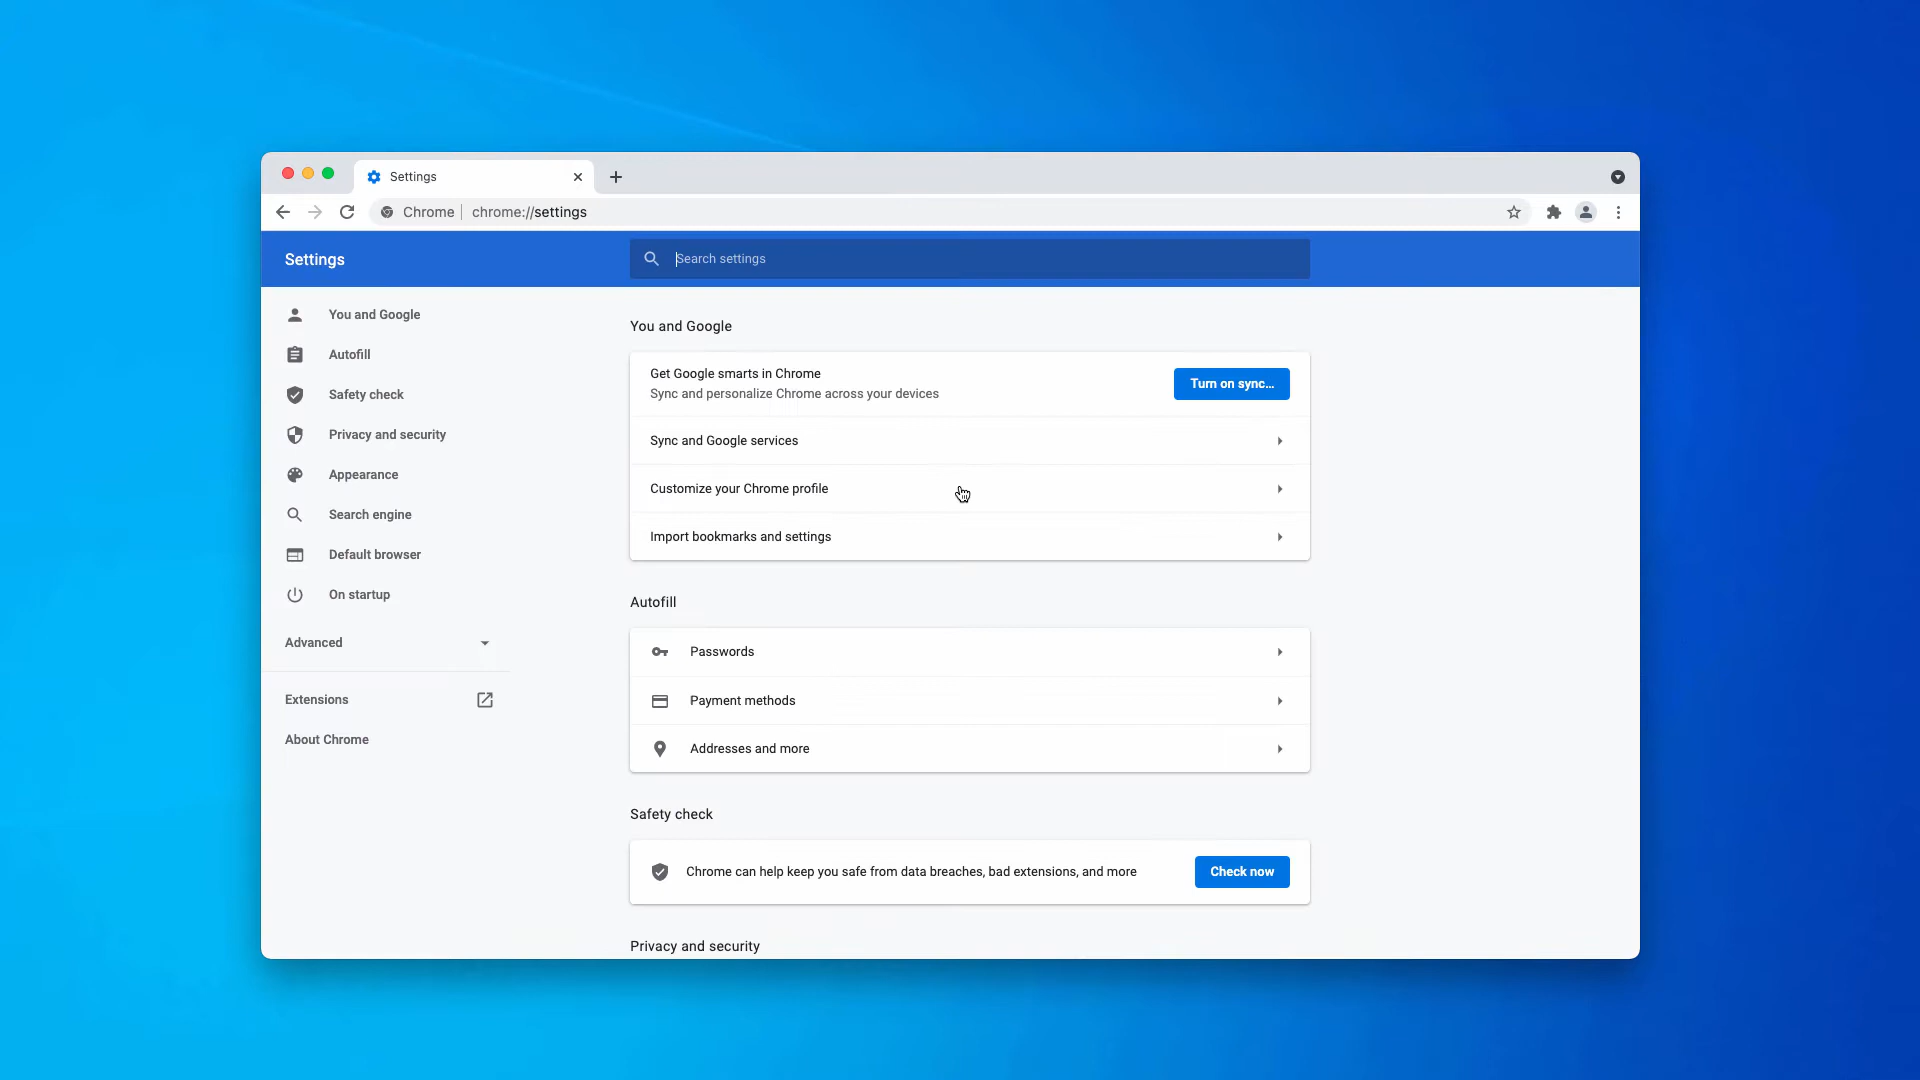 Settings
Chrome | chrome://settings
Settings
Search settings
You and Google
Autofill
Safety check
Privacy and security
Appearance
Search engine
Default browser
On startup
Advanced
Extensions
About Chrome
You and Google
Get Google smarts in Chrome
Sync and personalize Chrome across your devices
Turn on sync...
Sync and Google services
Customize your Chrome profile
Import bookmarks and settings
Autofill
Passwords
Payment methods
Addresses and more
Safety check
Chrome can help keep you safe from data breaches, bad extensions, and more
Check now
Privacy and security